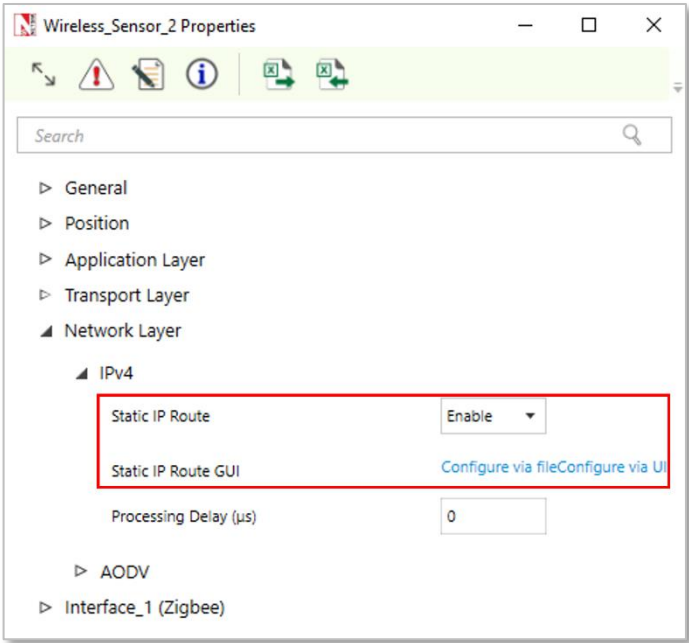 Wireless_Sensor_2 Properties
Search
General
Position
Application Layer
Transport Layer
Network Layer
IPv4
Static IP Route Enable
Static IP Route GUI Configure via fileConfigure via UI
Processing Delay (µs) 0
AODV
Interface_1 (Zigbee)